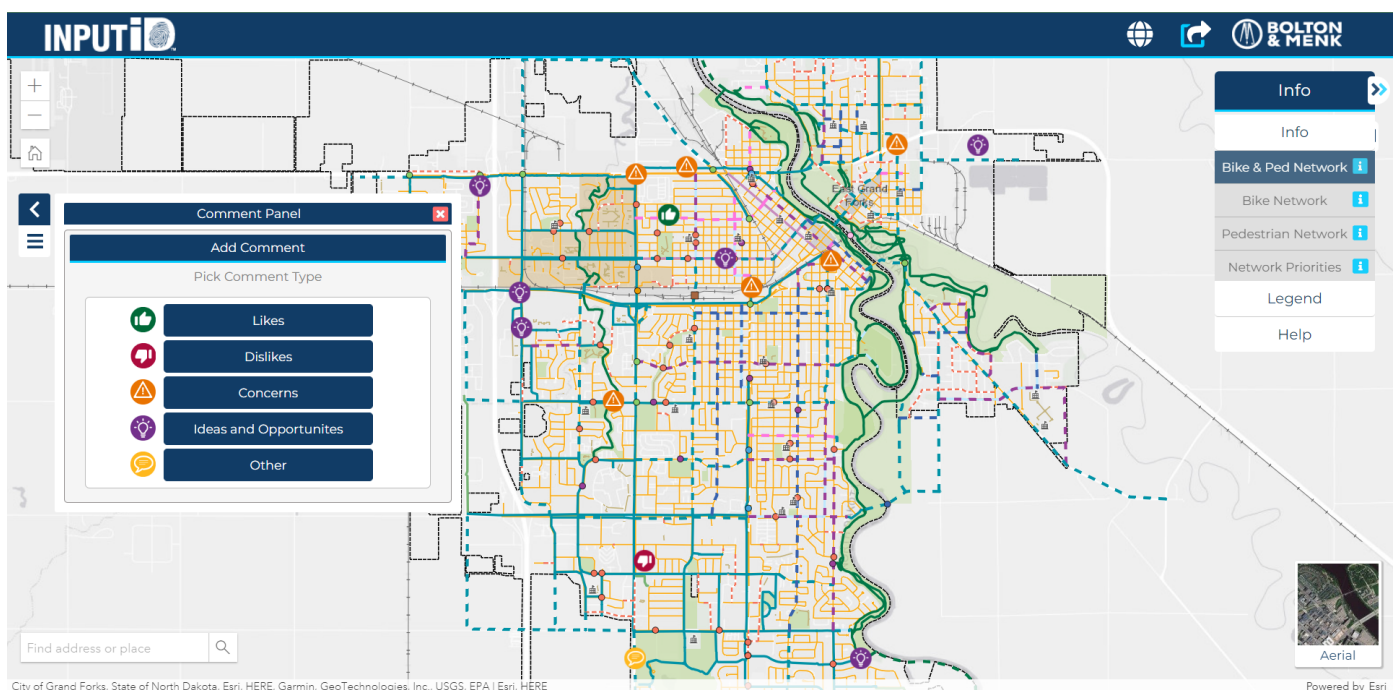 INPUTiD
BOLTON
& MENK
Info
Info
Bike & Ped Network
Bike Network
Pedestrian Network
Network Priorities
Legend
Help
Comment Panel
Add Comment
Pick Comment Type
Likes
Dislikes
Concerns
Ideas and Opportunites
Other
East Grand
Forks
Find address or place
Aerial
City of Grand Forks, State of North Dakota, Esri, HERE, Garmin, GeoTechnologies, Inc., USGS, EPA | Esri, HERE
Powered by Esri